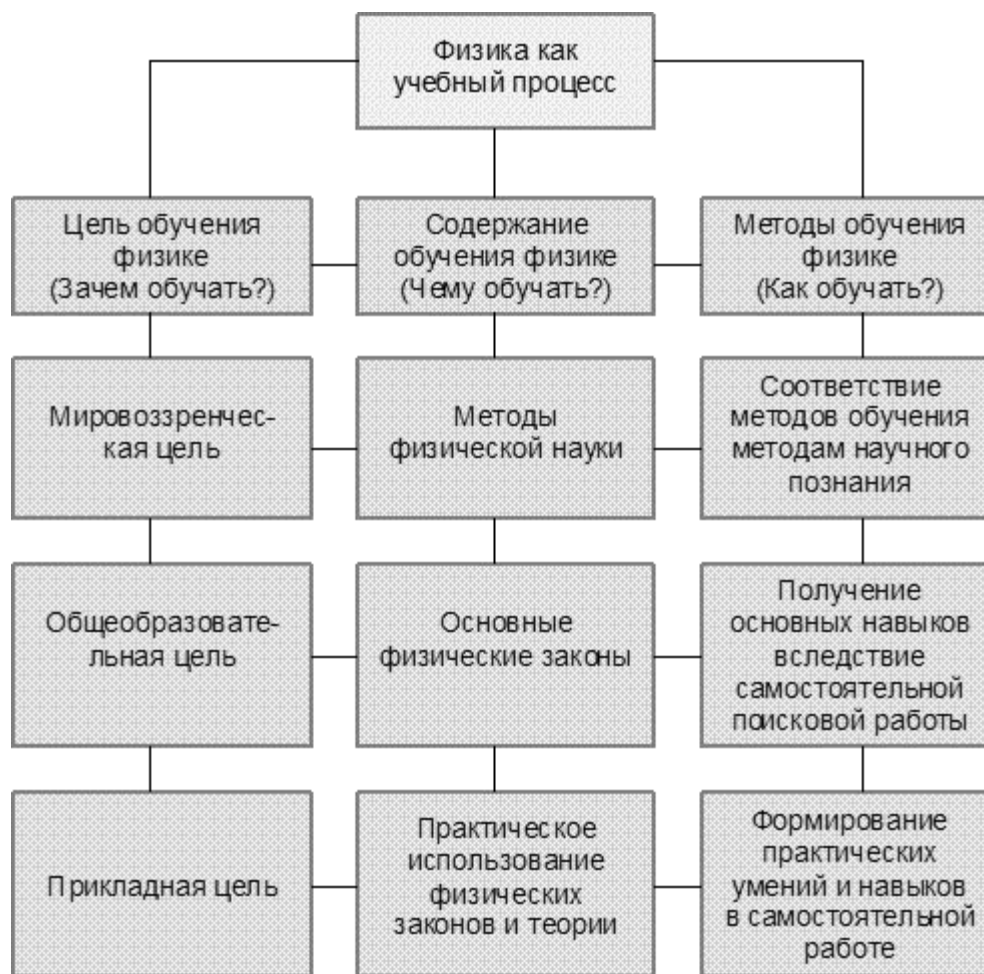 Физика как
учебный процесс
Цель обучения
физике
(Зачем обучать?)
Содержание
обучения физике
(Чему обучать?)
Методы обучения
физике
(Как обучать?)
Мировоззренчес-
кая цель
Методы
физической науки
Соответствие
методов обучения
методам научного
познания
Общеобразовате-
льная цель
Основные
физические законы
Получение
основных навыков
вследствие
самостоятельной
поисковой работы
Прикладная цель
Практическое
использование
физических
законов и теории
Формирование
практических
умений и навыков
в самостоятельной
работе